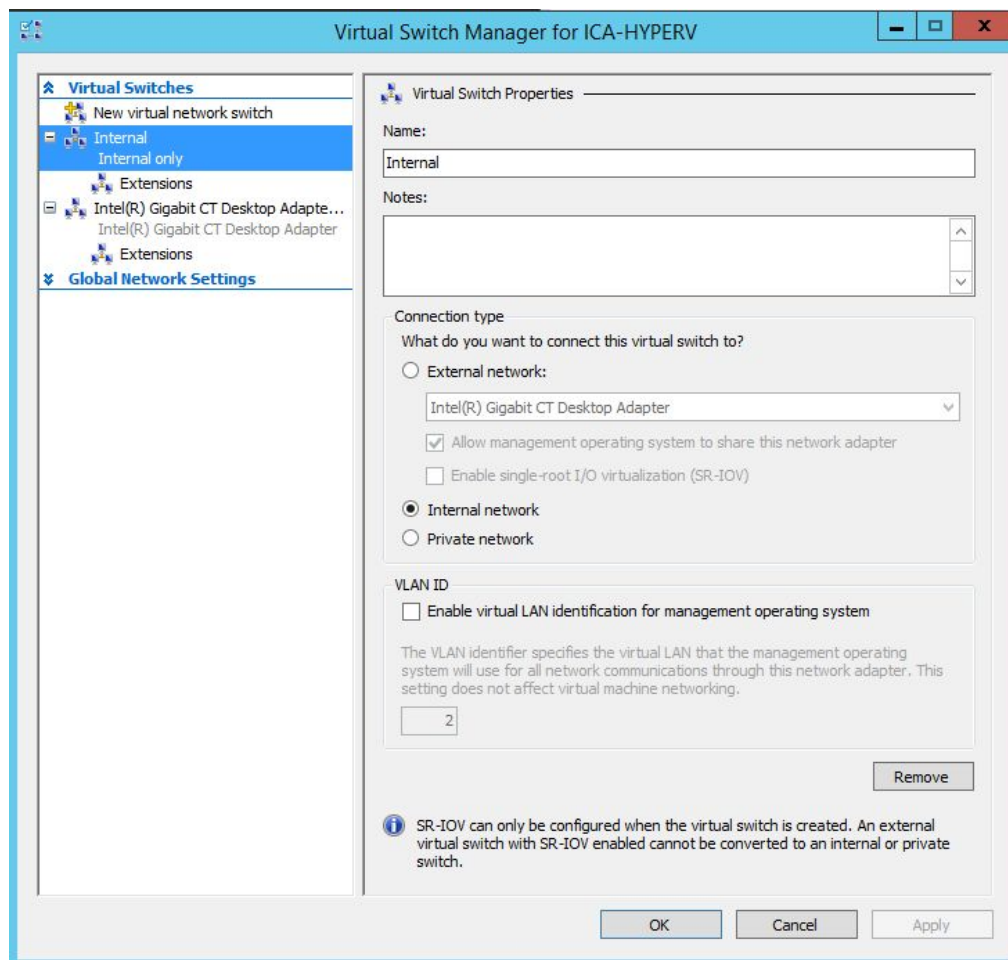 Virtual Switch Manager for ICA-HYPERV
Virtual Switches
New virtual network switch
Internal
Internal only
Extensions
Intel(R) Gigabit CT Desktop Adapte...
Intel(R) Gigabit CT Desktop Adapter
Extensions
Global Network Settings
Virtual Switch Properties
Name:
Internal
Notes:
Connection type
What do you want to connect this virtual switch to?
External network:
Intel(R) Gigabit CT Desktop Adapter
Allow management operating system to share this network adapter
Enable single-root I/O virtualization (SR-IOV)
Internal network
Private network
VLAN ID
Enable virtual LAN identification for management operating system
The VLAN identifier specifies the virtual LAN that the management operating
system will use for all network communications through this network adapter. This
setting does not affect virtual machine networking.
2
Remove
SR-IOV can only be configured when the virtual switch is created. An external
virtual switch with SR-IOV enabled cannot be converted to an internal or private
switch.
OK
Cancel
Apply